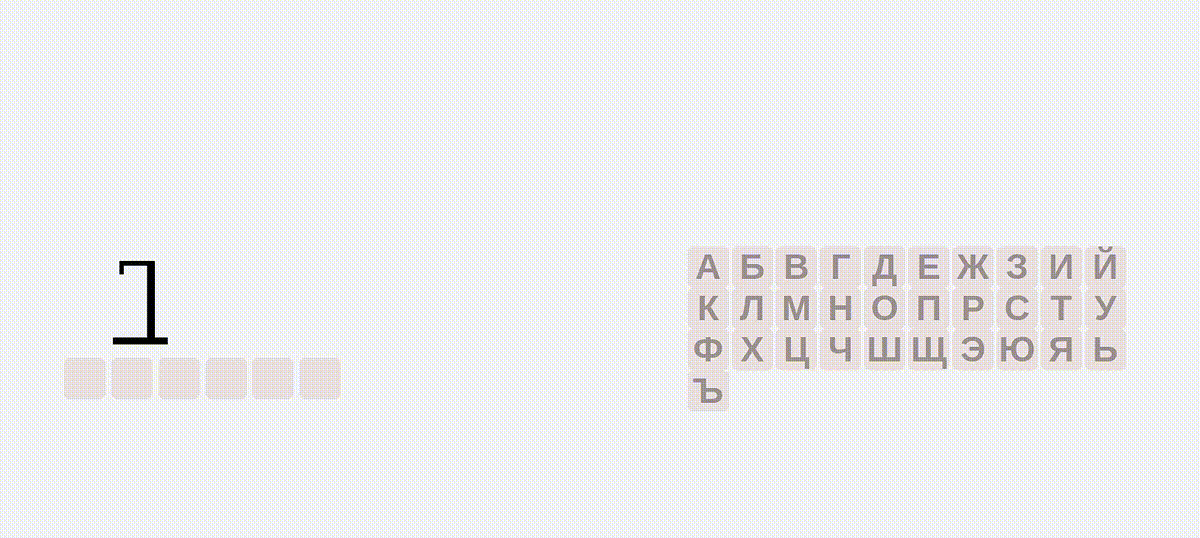 1
А Б В Г Д Е Ж З И Й
К Л М Н О П Р С Т У
Ф Х Ц Ч Ш Щ Э Ю Я Ь
Ъ